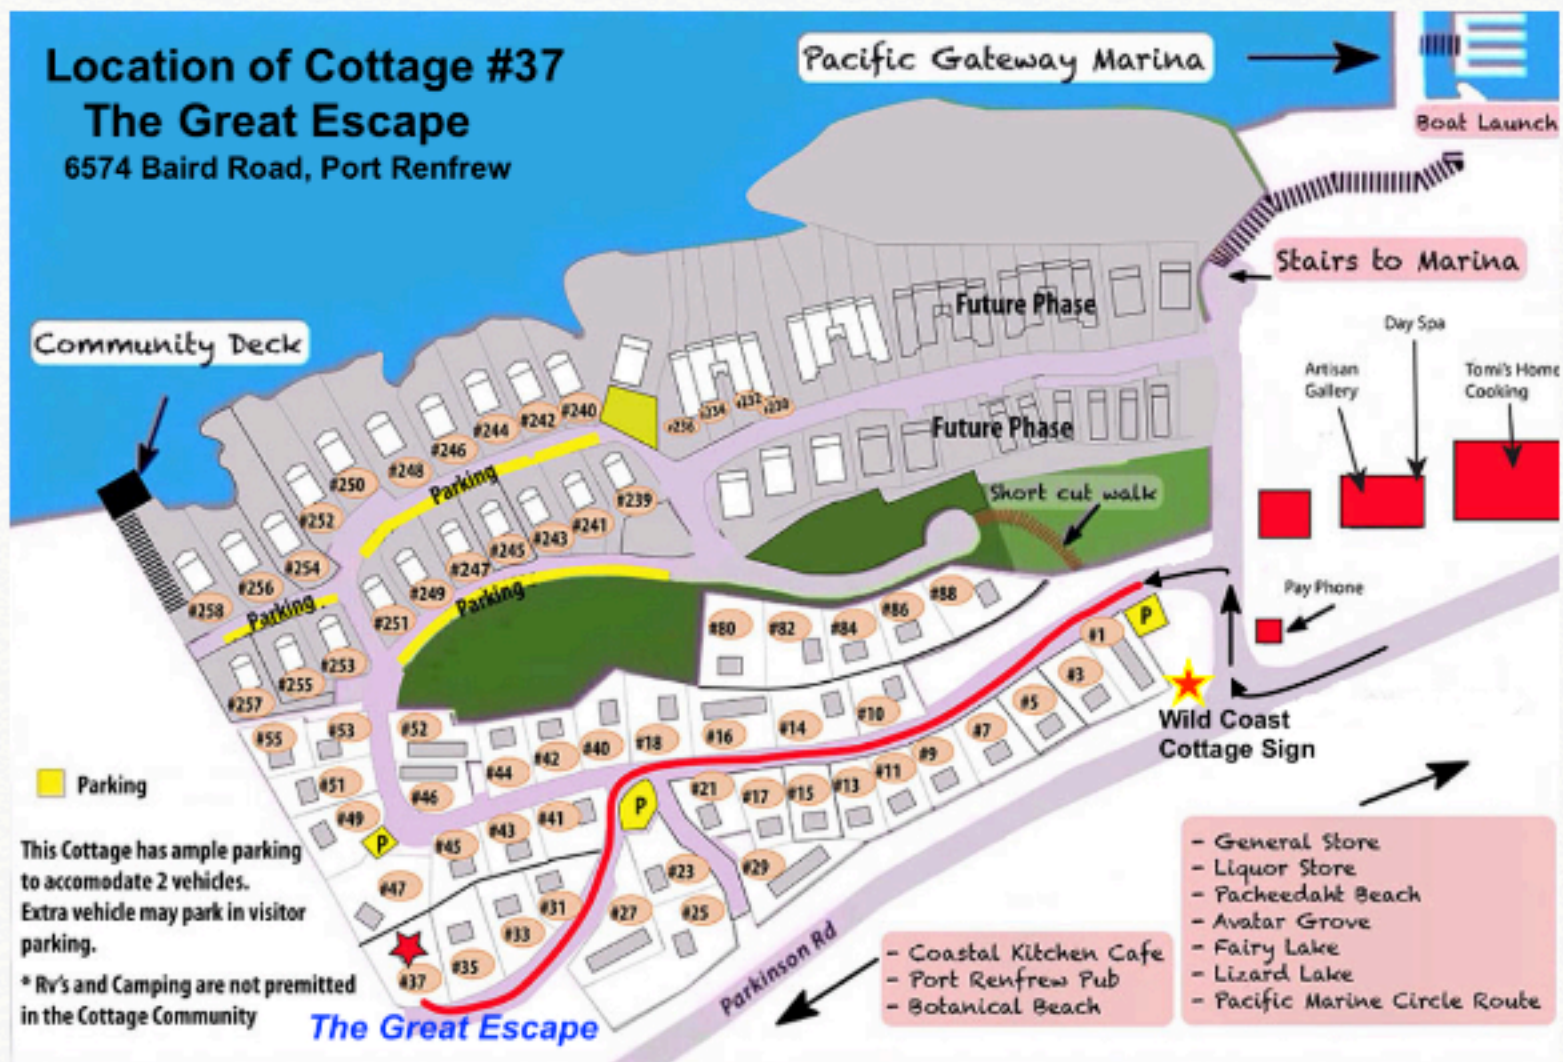 Location of Cottage #37
The Great Escape
6574 Baird Road, Port Renfrew
Pacific Gateway Marina
Boat Launch
Stairs to Marina
Community Deck
Future Phase
Future Phase
Day Spa
Artisan
Gallery
Tomi's Home
Cooking
Short cut walk
Pay Phone
Parking
Parking
Parking
#236
#234
#232
#230
#240
#242
#244
#246
#248
#250
#252
#254
#256
#258
#239
#241
#243
#245
#247
#249
#251
#253
#255
#257
#80
#82
#84
#86
#88
#1
P
#3
#5
#7
#9
#11
#13
#15
#17
#21
#10
#14
#16
#18
#40
#42
#44
#46
#52
#53
#55
#51
#49
P
P
#41
#43
#45
#47
#23
#25
#27
#29
#31
#33
#35
#37
Wild Coast
Cottage Sign
Parking
This Cottage has ample parking
to accomodate 2 vehicles.
Extra vehicle may park in visitor
parking.
* Rv's and Camping are not premitted
in the Cottage Community
The Great Escape
Parkinson Rd
- Coastal Kitchen Cafe
- Port Renfrew Pub
- Botanical Beach
- General Store
- Liquor Store
- Pacheedaht Beach
- Avatar Grove
- Fairy Lake
- Lizard Lake
- Pacific Marine Circle Route